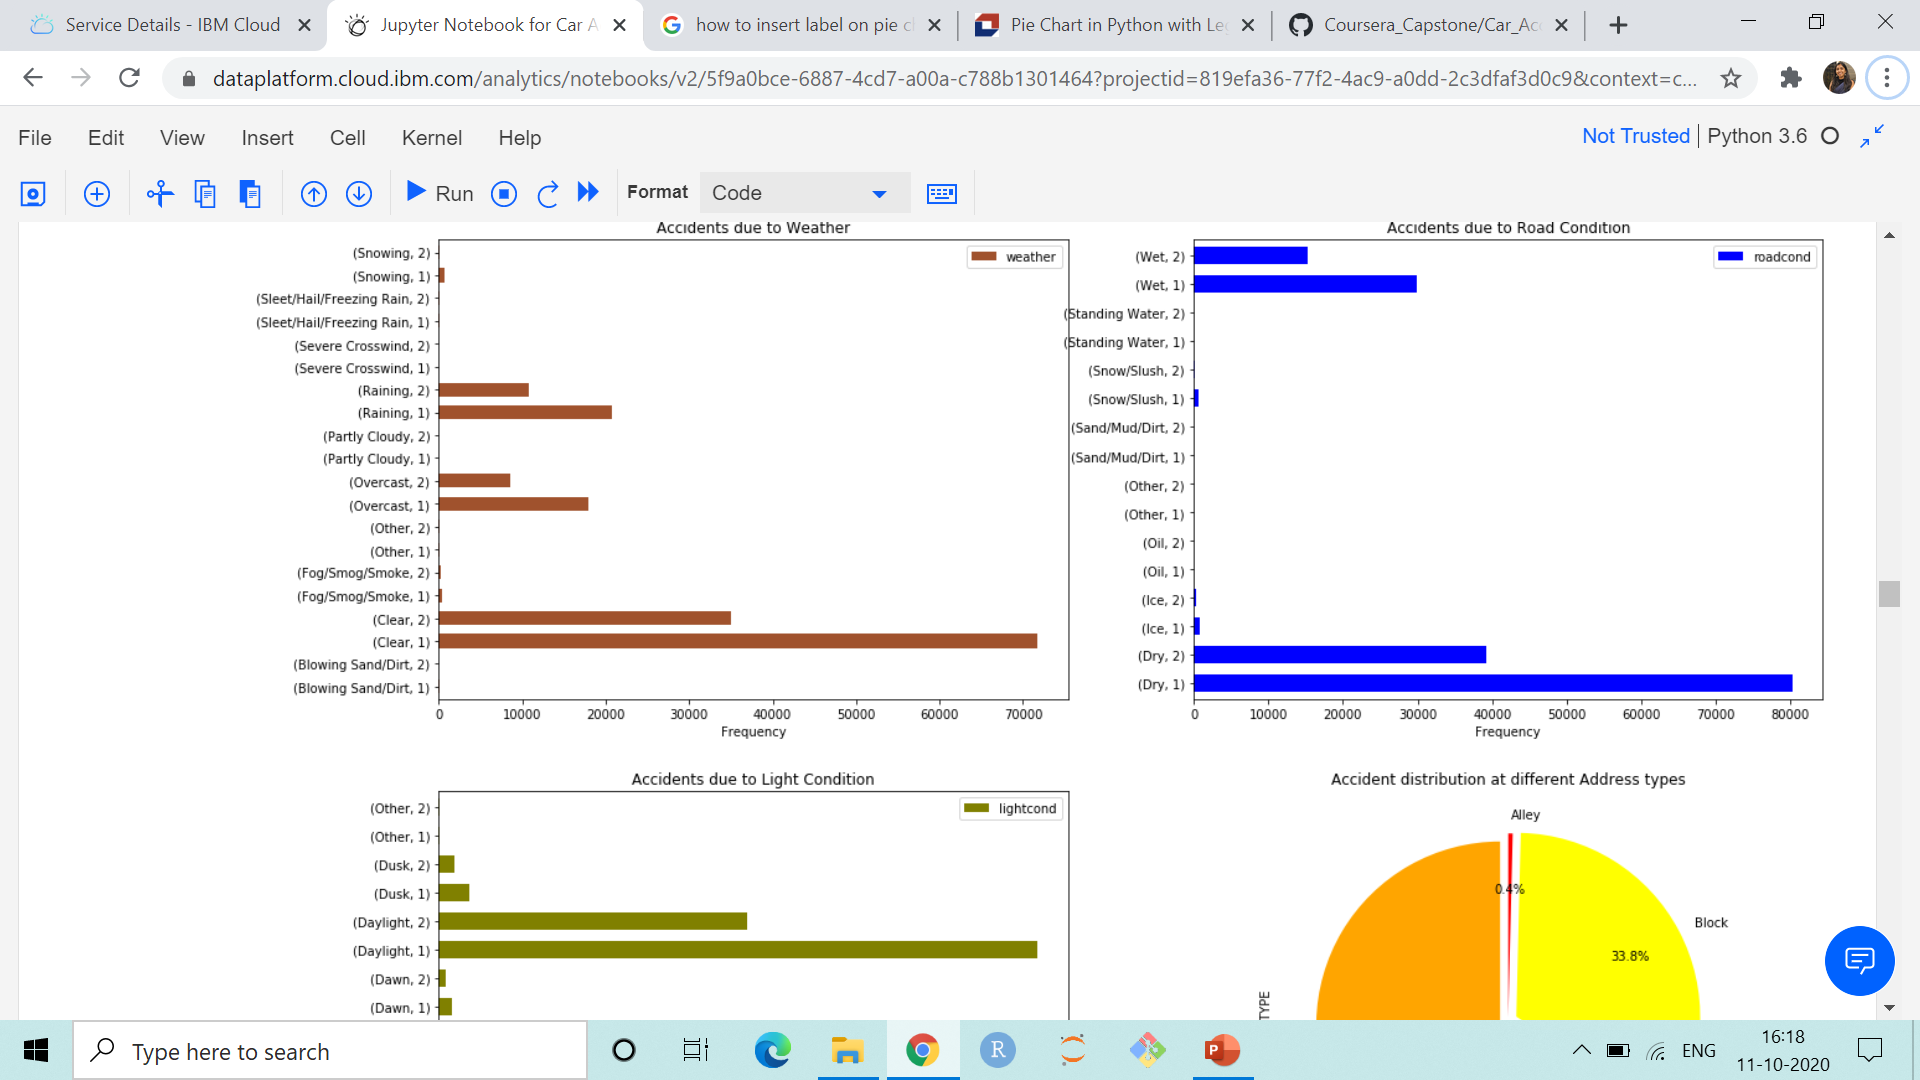 Service Details - IBM Cloud
Jupyter Notebook for Car A
how to insert label on pie c
Pie Chart in Python with Le
Coursera_Capstone/Car_Ac
dataplatform.cloud.ibm.com/analytics/notebooks/v2/5f9a0bce-6887-4cd7-a00a-c788b1301464?projectid=819efa36-77f2-4ac9-a0dd-2c3dfaf3d0c9&context=c...
File Edit View Insert Cell Kernel Help
Not Trusted Python 3.6
Run Format Code
Accidents due to Weather
weather
(Snowing, 2)
(Snowing, 1)
(Sleet/Hail/Freezing Rain, 2)
(Sleet/Hail/Freezing Rain, 1)
(Severe Crosswind, 2)
(Severe Crosswind, 1)
(Raining, 2)
(Raining, 1)
(Partly Cloudy, 2)
(Partly Cloudy, 1)
(Overcast, 2)
(Overcast, 1)
(Other, 2)
(Other, 1)
(Fog/Smog/Smoke, 2)
(Fog/Smog/Smoke, 1)
(Clear, 2)
(Clear, 1)
(Blowing Sand/Dirt, 2)
(Blowing Sand/Dirt, 1)
0 10000 20000 30000 40000 50000 60000 70000
Frequency
Accidents due to Road Condition
roadcond
(Wet, 2)
(Wet, 1)
(Standing Water, 2)
(Standing Water, 1)
(Snow/Slush, 2)
(Snow/Slush, 1)
(Sand/Mud/Dirt, 2)
(Sand/Mud/Dirt, 1)
(Other, 2)
(Other, 1)
(Oil, 2)
(Oil, 1)
(Ice, 2)
(Ice, 1)
(Dry, 2)
(Dry, 1)
0 10000 20000 30000 40000 50000 60000 70000 80000
Frequency
Accidents due to Light Condition
lightcond
(Other, 2)
(Other, 1)
(Dusk, 2)
(Dusk, 1)
(Daylight, 2)
(Daylight, 1)
(Dawn, 2)
(Dawn, 1)
Accident distribution at different Address types
Alley
0.4%
Block
33.8%
TYPE
Type here to search
R
P
ENG
16:18
11-10-2020